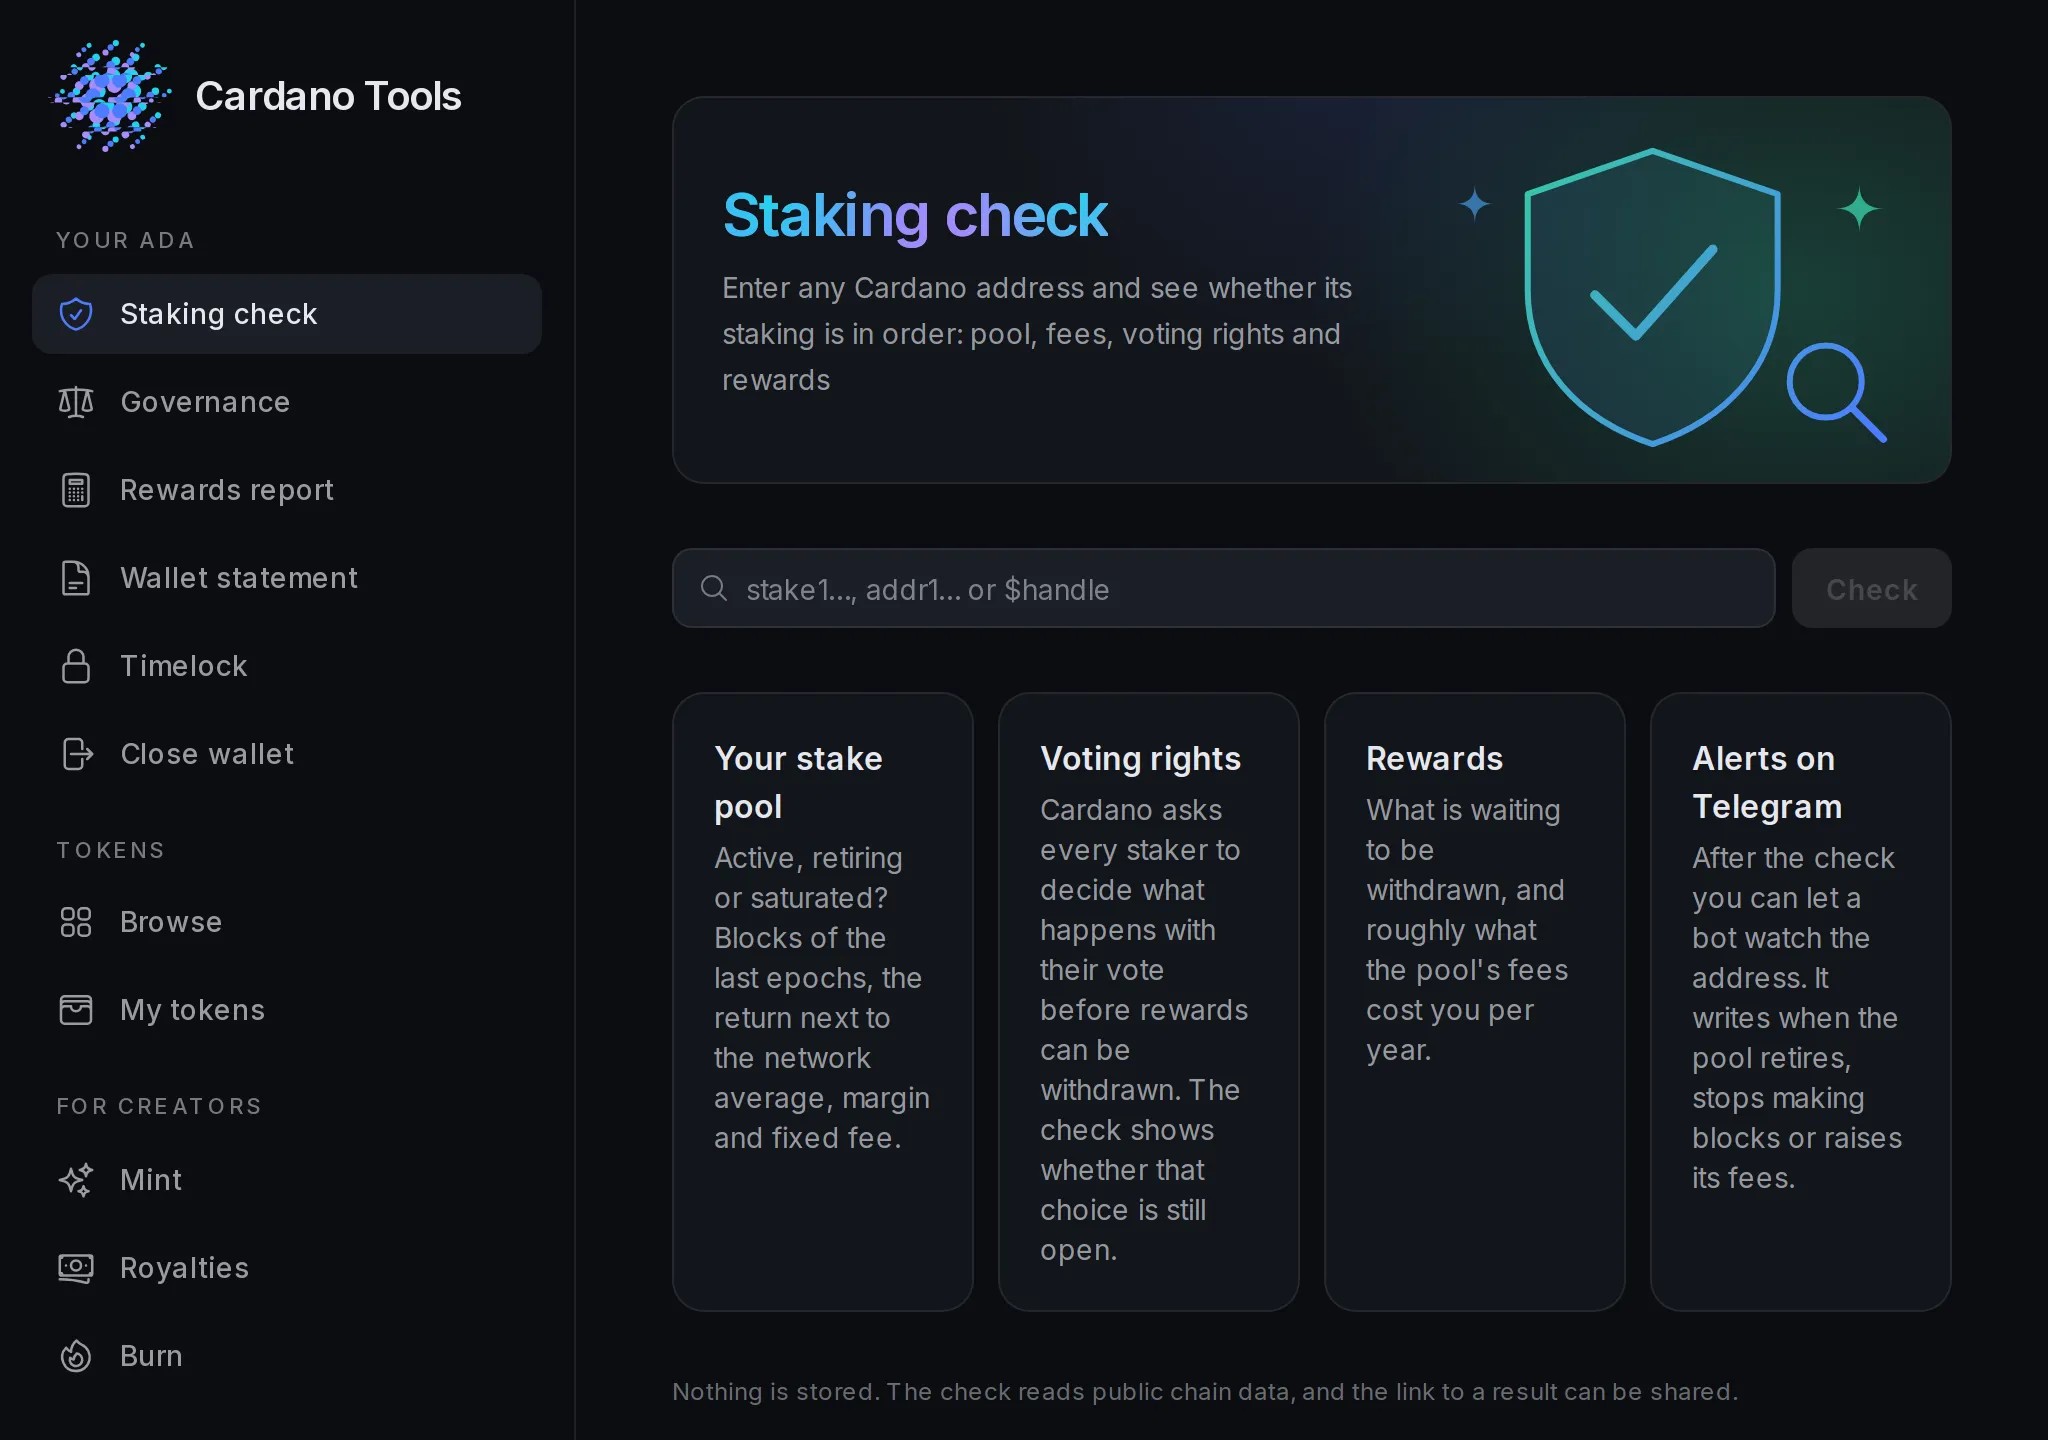 Cardano Tools
YOUR ADA
Staking check
Governance
Rewards report
Wallet statement
Timelock
Close wallet
TOKENS
Browse
My tokens
FOR CREATORS
Mint
Royalties
Burn
Staking check
Enter any Cardano address and see whether its
staking is in order: pool, fees, voting rights and
rewards
stake1..., addr1... or $handle
Check
Your stake
pool
Active, retiring
or saturated?
Blocks of the
last epochs, the
return next to
the network
average, margin
and fixed fee.
Voting rights
Cardano asks
every staker to
decide what
happens with
their vote
before rewards
can be
withdrawn. The
check shows
whether that
choice is still
open.
Rewards
What is waiting
to be
withdrawn, and
roughly what
the pool's fees
cost you per
year.
Alerts on
Telegram
After the check
you can let a
bot watch the
address. It
writes when the
pool retires,
stops making
blocks or raises
its fees.
Nothing is stored. The check reads public chain data, and the link to a result can be shared.